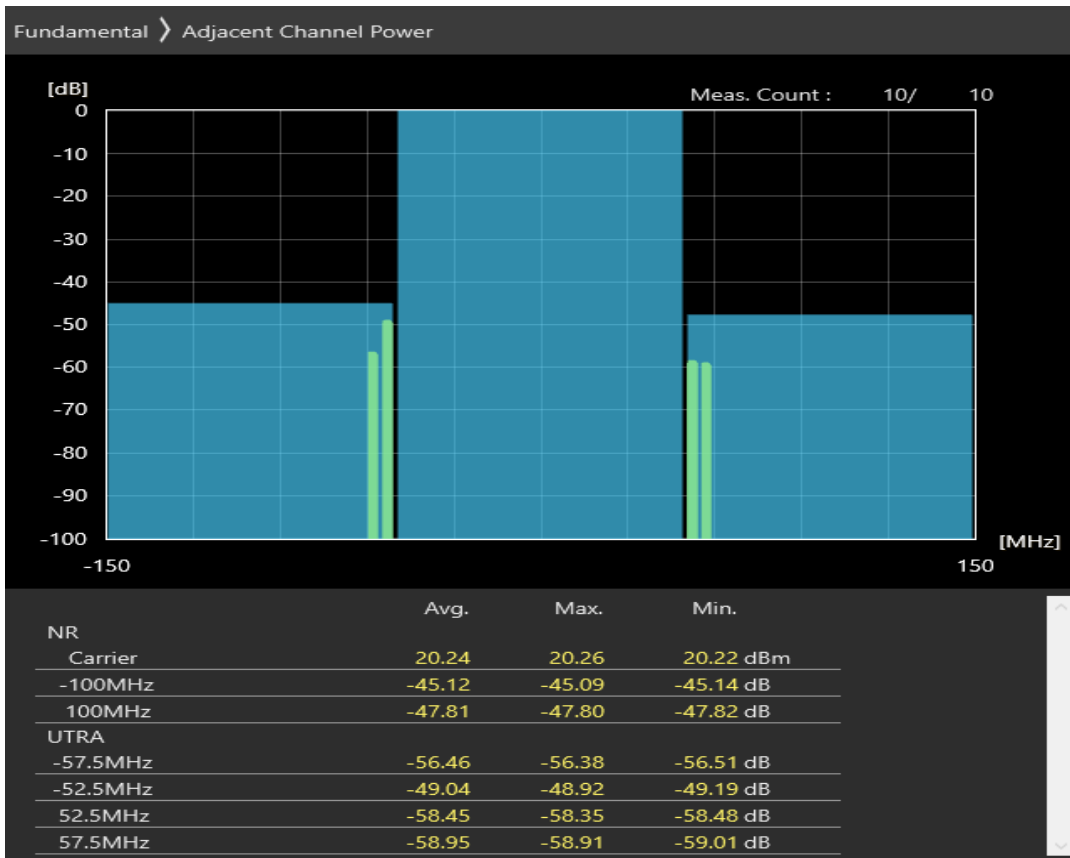 Fundamental 〉 Adjacent Channel Power
[dB]
Meas. Count : 10/ 10
0
-10
-20
-30
-40
-50
-60
-70
-80
-90
-100
[MHz]
-150 150
Avg. Max. Min.
NR
Carrier 20.24 20.26 20.22 dBm
-100MHz -45.12 -45.09 -45.14 dB
100MHz -47.81 -47.80 -47.82 dB
UTRA
-57.5MHz -56.46 -56.38 -56.51 dB
-52.5MHz -49.04 -48.92 -49.19 dB
52.5MHz -58.45 -58.35 -58.48 dB
57.5MHz -58.95 -58.91 -59.01 dB